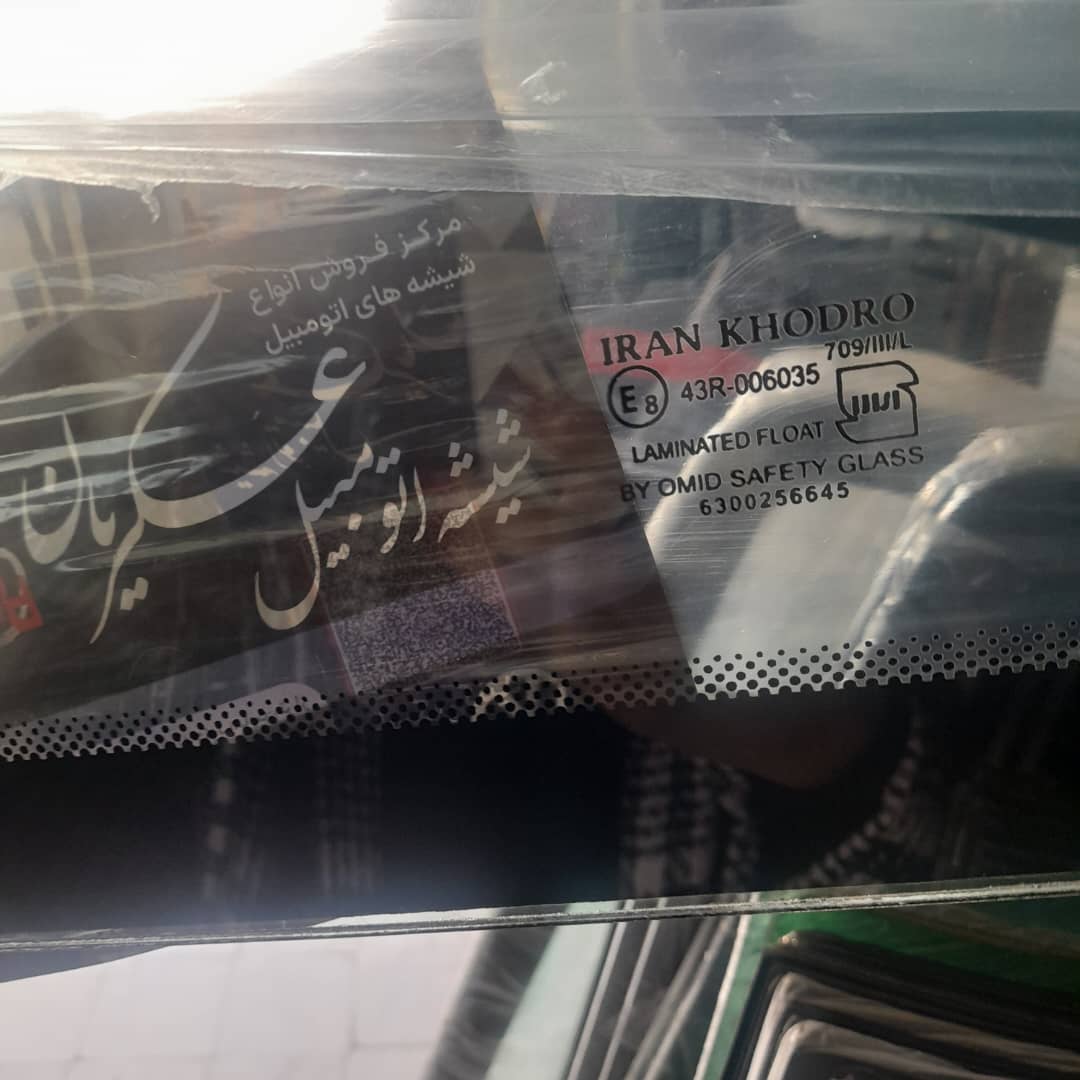 مرکز فروش انواع
شیشه های اتومبیل
شیشه اتومبیل
عسکریان
IRAN KHODRO
709/III/L
E8 43R-006035
LAMINATED FLOAT
BY OMID SAFETY GLASS
6300256645